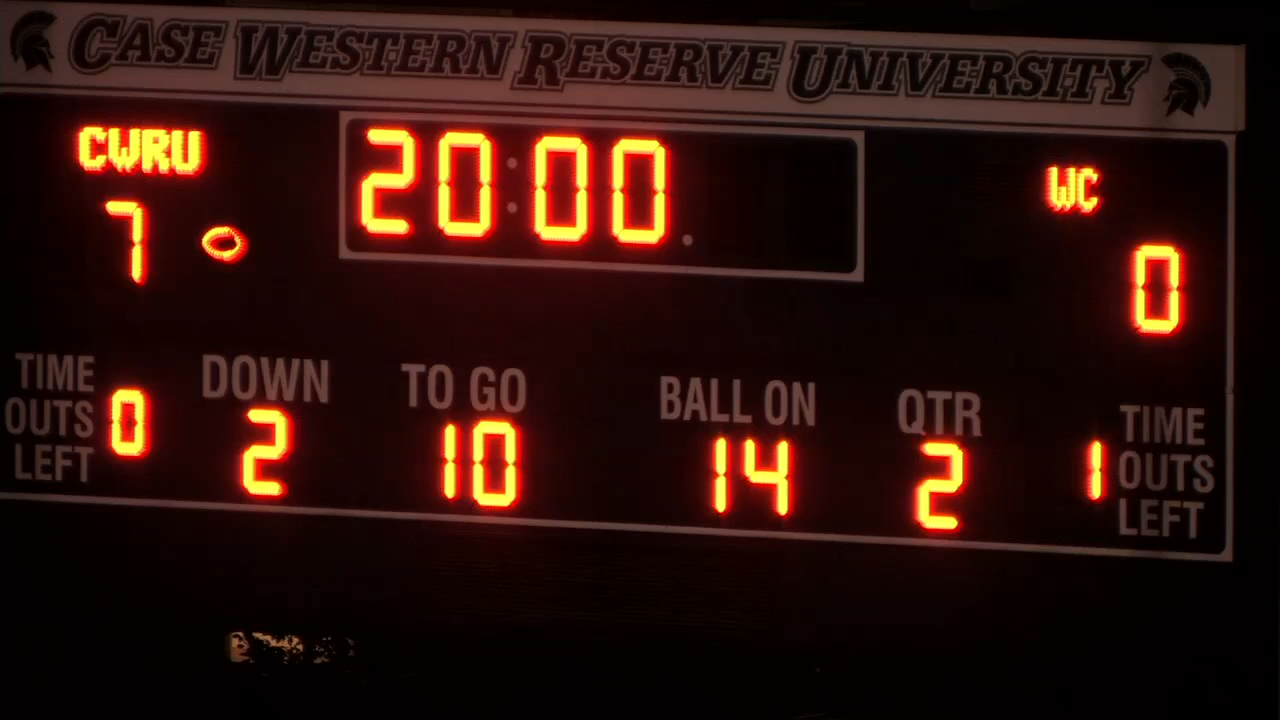 CASE WESTERN RESERVE UNIVERSITY
CWRU 20:00 WC
7 0
TIME OUTS LEFT 0
DOWN 2
TO GO 10
BALL ON 14
QTR 2
1 TIME OUTS LEFT